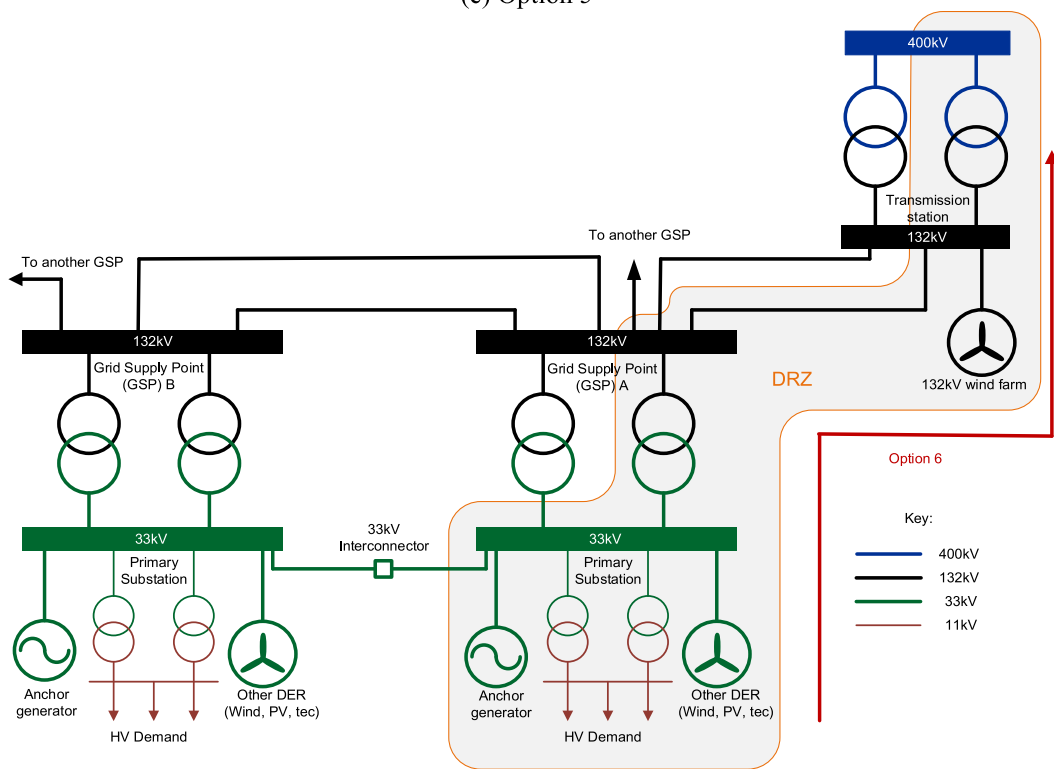 (c) Option 5
400kV
Transmission
station
132kV
To another GSP
To another GSP
132kV
Grid Supply Point
(GSP) B
132kV
Grid Supply Point
(GSP) A
DRZ
132kV wind farm
Option 6
33kV
Primary
Substation
33kV
Interconnector
33kV
Primary
Substation
Key:
400kV
132kV
33kV
11kV
Anchor
generator
Other DER
(Wind, PV, tec)
HV Demand
Anchor
generator
Other DER
(Wind, PV, tec)
HV Demand